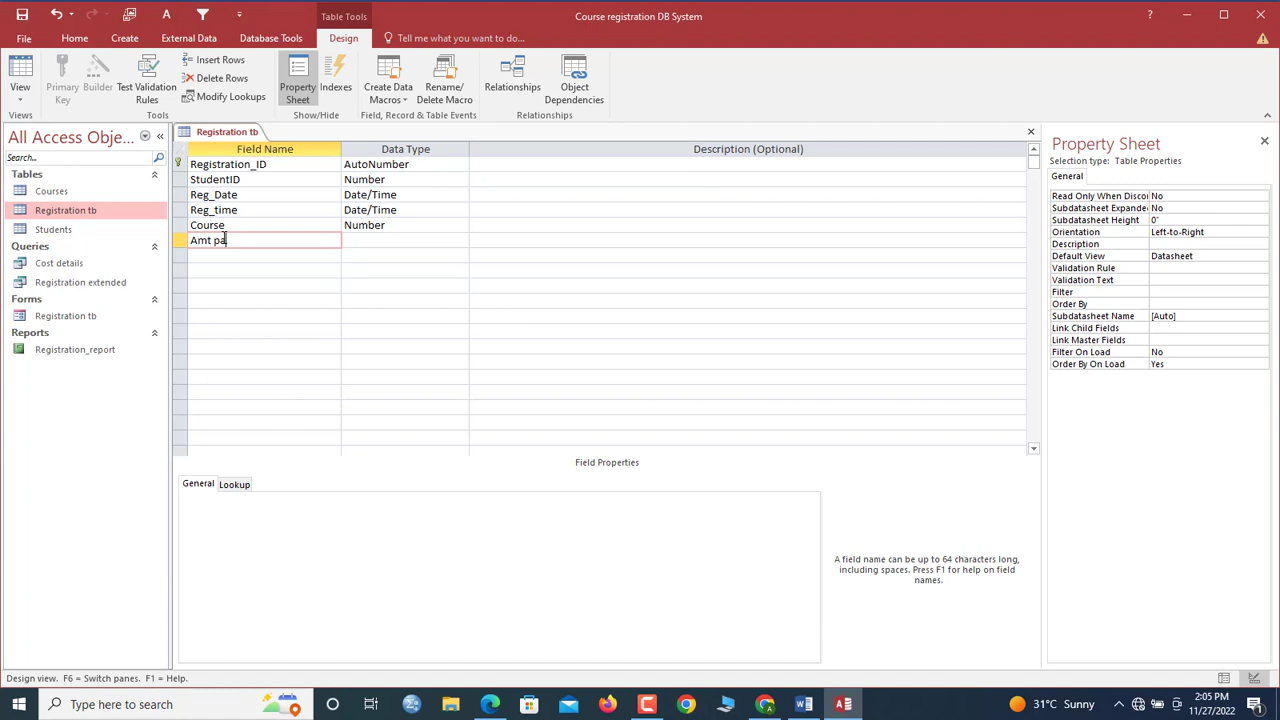 Course registration DB System
Table Tools
File
Home
Create
External Data
Database Tools
Design
Tell me what you want to do...
View
Primary Key
Builder
Test Validation Rules
Insert Rows
Delete Rows
Modify Lookups
Property Sheet
Indexes
Create Data Macros
Rename/ Delete Macro
Relationships
Object Dependencies
Views
Tools
Show/Hide
Field, Record & Table Events
Relationships
All Access Obje...
Search...
Tables
Courses
Registration tb
Students
Queries
Cost details
Registration extended
Forms
Registration tb
Reports
Registration_report
Registration tb
Field Name Data Type Description (Optional)
Registration_ID AutoNumber
StudentID Number
Reg_Date Date/Time
Reg_time Date/Time
Course Number
Amt pa
Field Properties
General Lookup
A field name can be up to 64 characters long,
including spaces. Press F1 for help on field
names.
Property Sheet
Selection type: Table Properties
General
Read Only When Discon No
Subdatasheet Expande No
Subdatasheet Height 0"
Orientation Left-to-Right
Description
Default View Datasheet
Validation Rule
Validation Text
Filter
Order By
Subdatasheet Name [Auto]
Link Child Fields
Link Master Fields
Filter On Load No
Order By On Load Yes
Design view. F6 = Switch panes. F1 = Help.
Type here to search
31°C Sunny
2:05 PM
11/27/2022